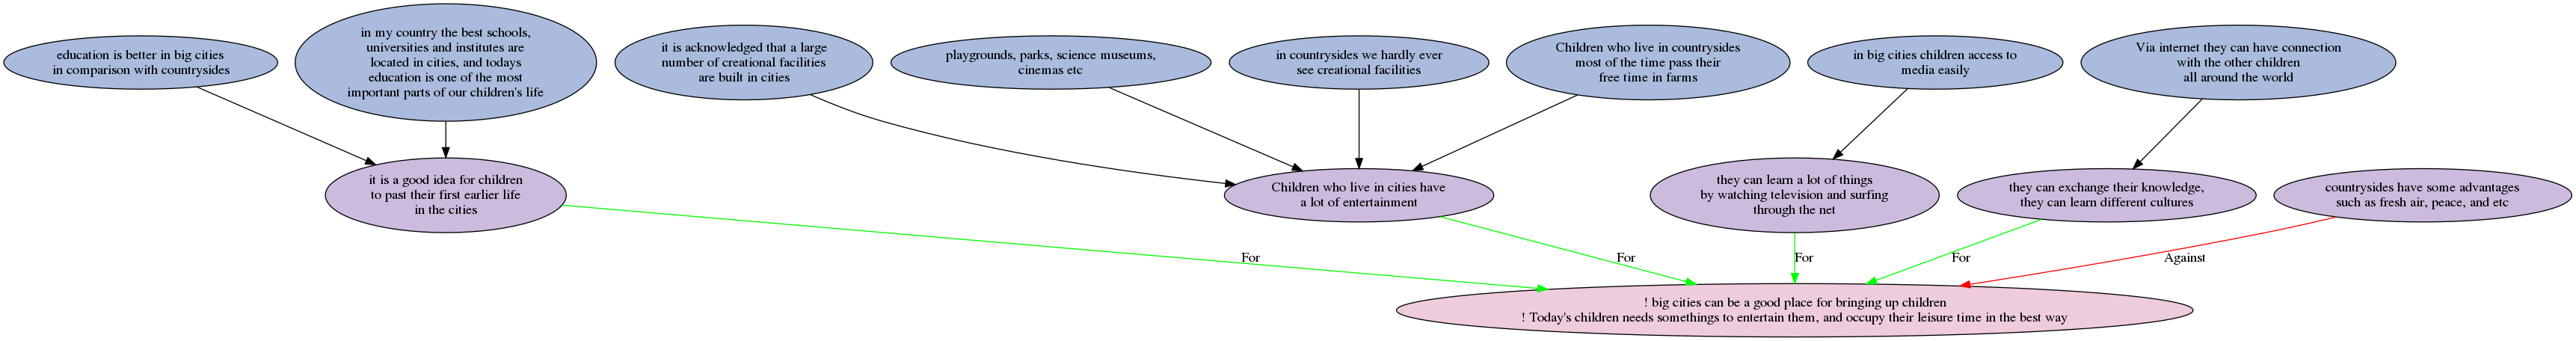 education is better in big cities
in comparison with countrysides
in my country the best schools,
universities and institutes are
located in cities, and todays
education is one of the most
important parts of our children's life
it is acknowledged that a large
number of creational facilities
are built in cities
playgrounds, parks, science museums,
cinemas etc
in countrysides we hardly ever
see creational facilities
Children who live in countrysides
most of the time pass their
free time in farms
in big cities children access to
media easily
Via internet they can have connection
with the other children
all around the world
it is a good idea for children
to past their first earlier life
in the cities
Children who live in cities have
a lot of entertainment
they can learn a lot of things
by watching television and surfing
through the net
they can exchange their knowledge,
they can learn different cultures
countrysides have some advantages
such as fresh air, peace, and etc
For
For
For
For
Against
! big cities can be a good place for bringing up children
! Today's children needs somethings to entertain them, and occupy their leisure time in the best way